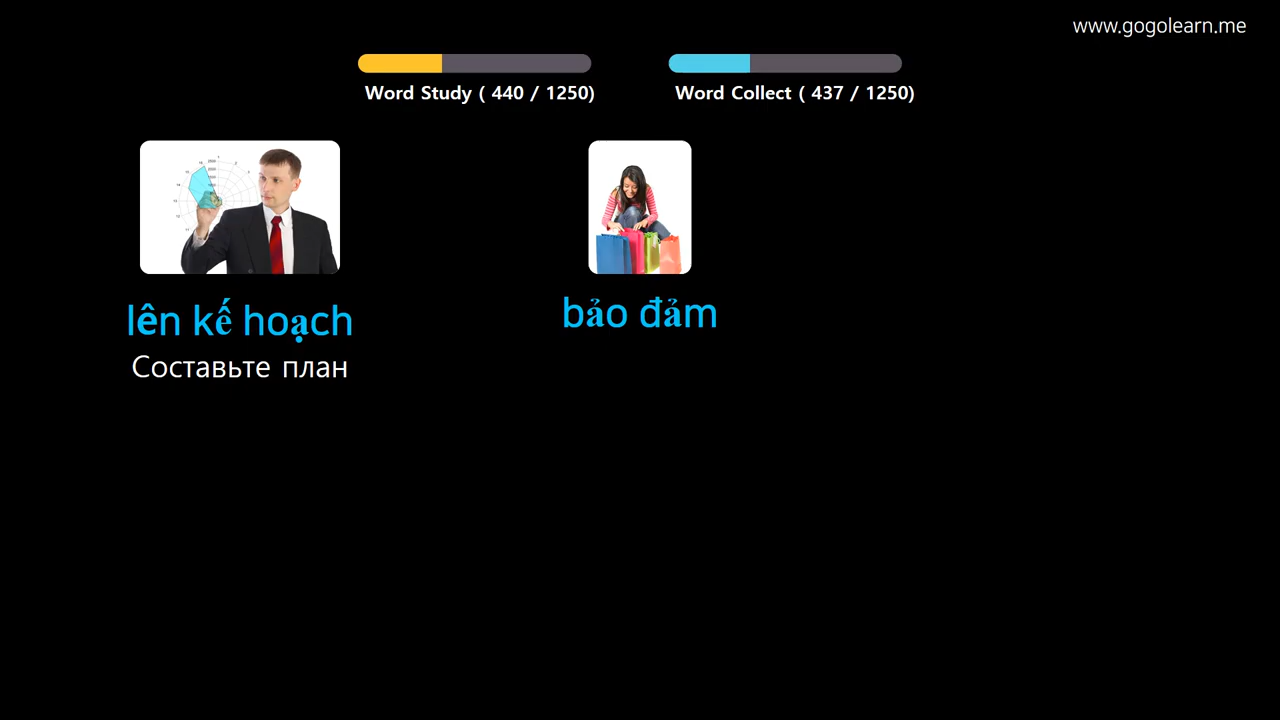 www.gogolearn.me
Word Study ( 440 / 1250)
Word Collect ( 437 / 1250)
lên kế hoạch
bảo đảm
Составьте план